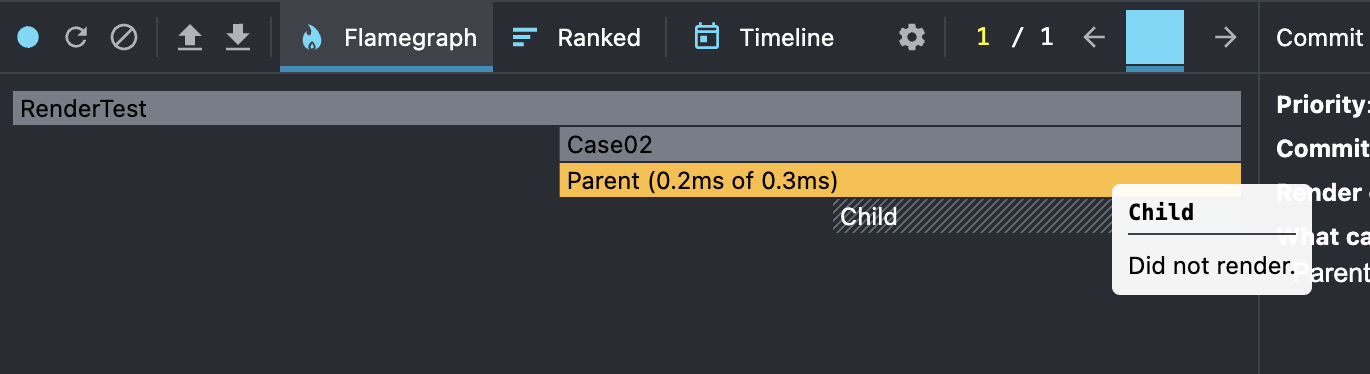 Flamegraph Ranked Timeline 1 / 1 Commit
RenderTest
Case02
Parent (0.2ms of 0.3ms)
Child
Child
Did not render.
Priority:
Commit
Render
What ca
Parent